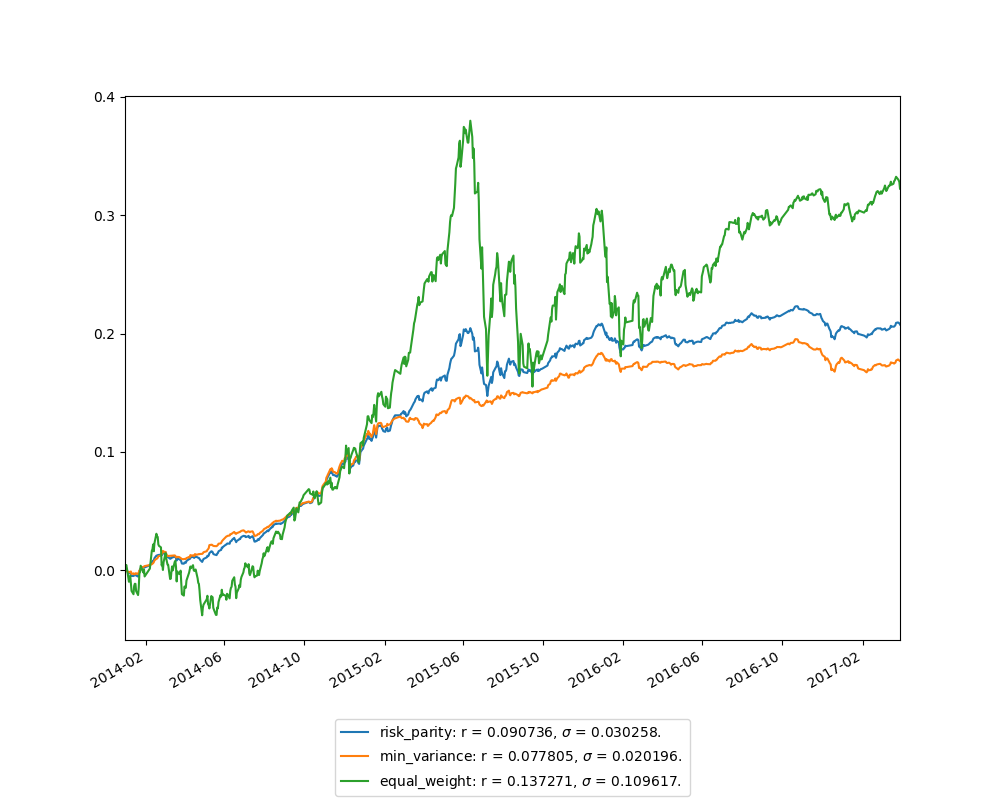 0.4
0.3
0.2
0.1
0.0
2014-02 2014-06 2014-10 2015-02 2015-06 2015-10 2016-02 2016-06 2016-10 2017-02
risk_parity: r = 0.090736, σ = 0.030258.
min_variance: r = 0.077805, σ = 0.020196.
equal_weight: r = 0.137271, σ = 0.109617.